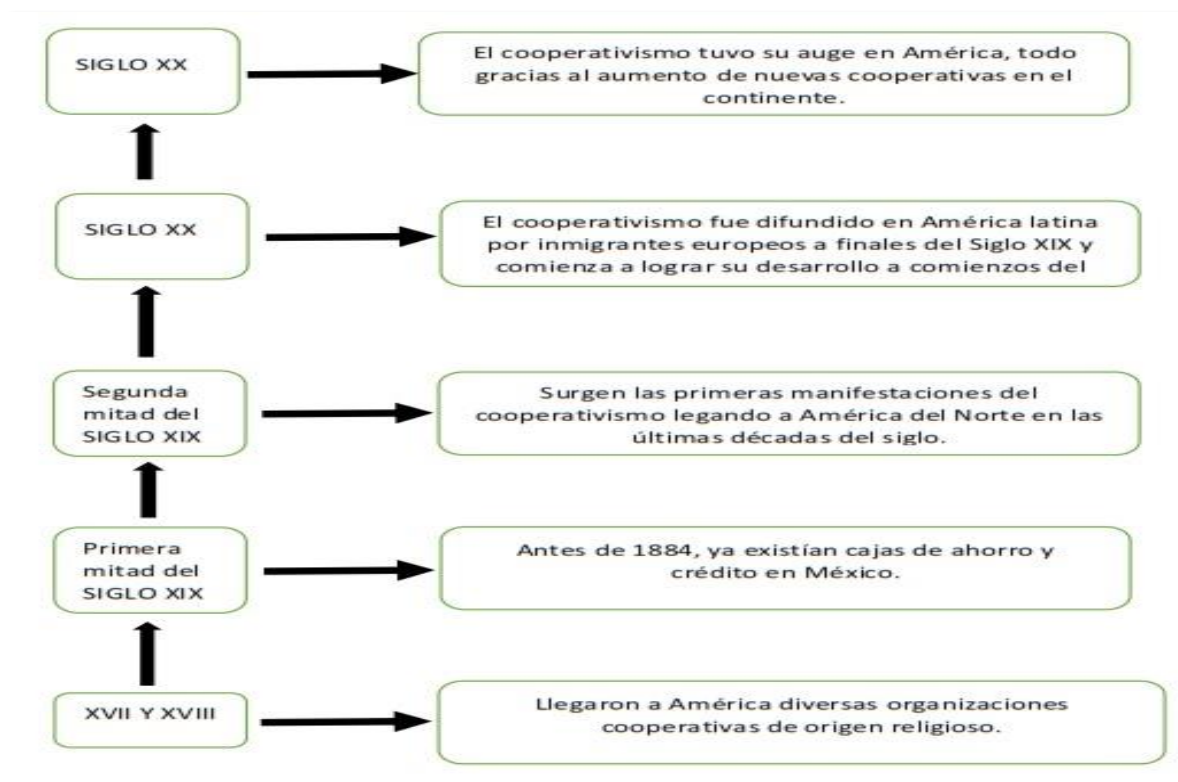 SIGLO XX
El cooperativismo tuvo su auge en América, todo
gracias al aumento de nuevas cooperativas en el
continente.
SIGLO XX
El cooperativismo fue difundido en América latina
por inmigrantes europeos a finales del Siglo XIX y
comienza a lograr su desarrollo a comienzos del
Segunda
mitad del
SIGLO XIX
Surgen las primeras manifestaciones del
cooperativismo legando a América del Norte en las
últimas décadas del siglo.
Primera
mitad del
SIGLO XIX
Antes de 1884, ya existían cajas de ahorro y
crédito en México.
XVII Y XVIII
Llegaron a América diversas organizaciones
cooperativas de origen religioso.